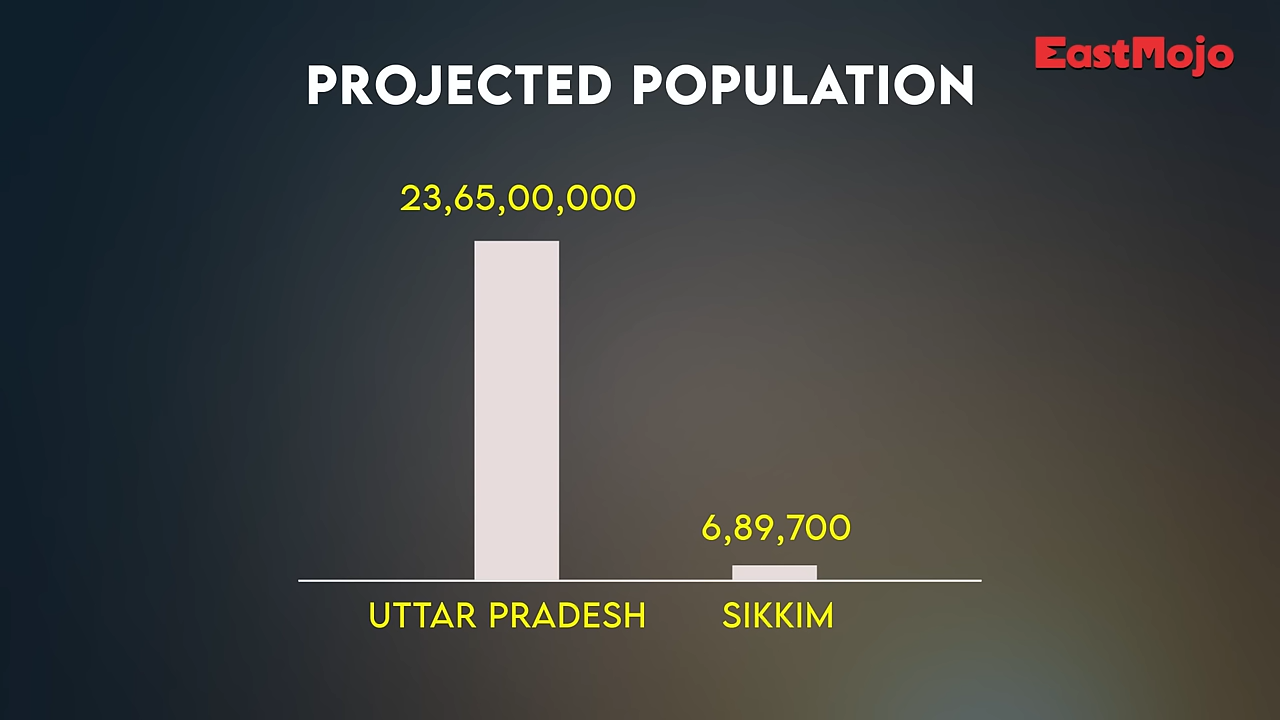 EastMojo
PROJECTED POPULATION
23,65,00,000
6,89,700
UTTAR PRADESH
SIKKIM